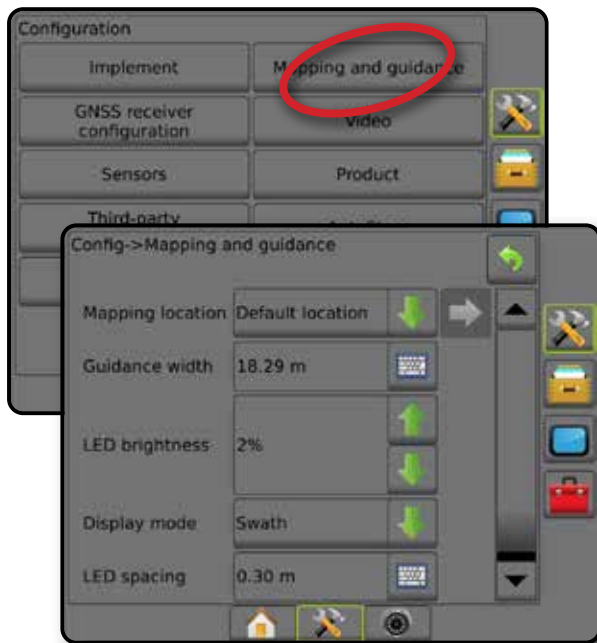 Configuration
Implement
Mapping and guidance
GNSS receiver
configuration
Video
Sensors
Product
Third-party
Config->Mapping and guidance
Mapping location
Default location
Guidance width
18.29 m
LED brightness
2%
Display mode
Swath
LED spacing
0.30 m